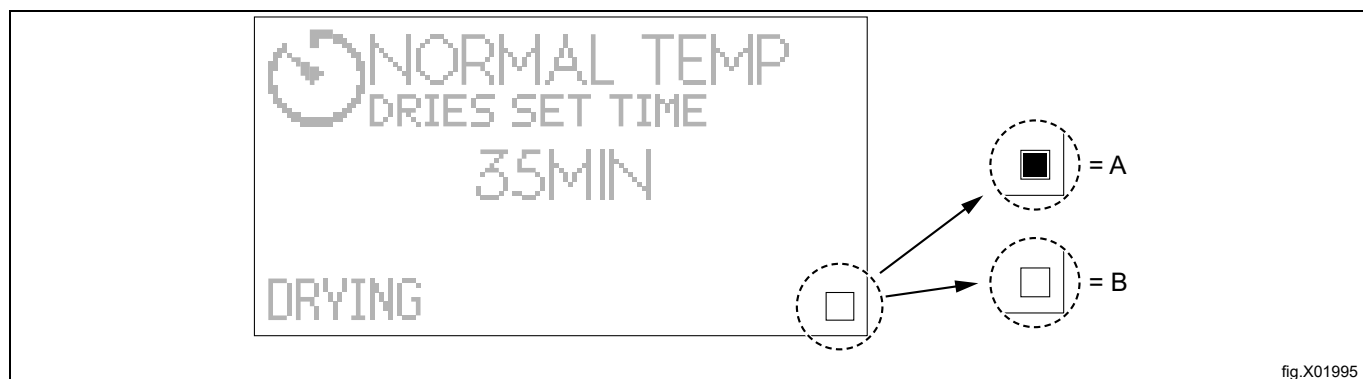 NORMAL TEMP
DRIES SET TIME
35MIN
DRYING
= A
= B
fig.X01995